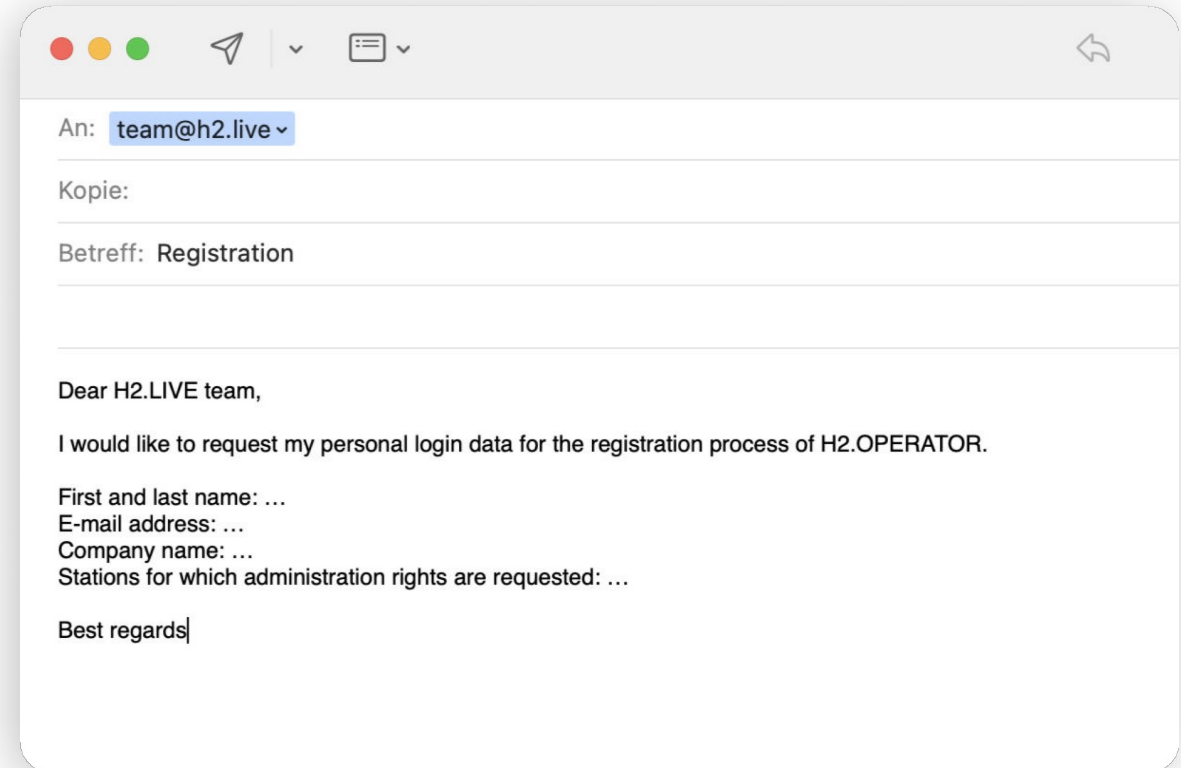 An: team@h2.live
Kopie:
Betreff: Registration
Dear H2.LIVE team,
I would like to request my personal login data for the registration process of H2.OPERATOR.
First and last name: …
E-mail address: …
Company name: …
Stations for which administration rights are requested: …
Best regards